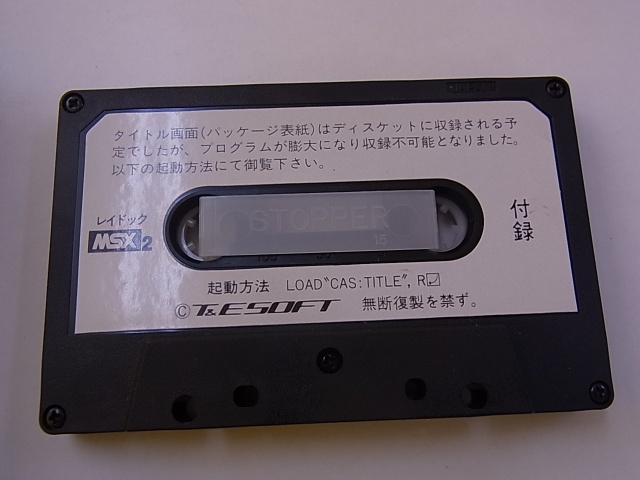 タイトル画面(パッケージ表紙)はディスケットに収録される予
定でしたが、プログラムが膨大になり収録不可能となりました。
以下の起動方法にて御覧下さい。
レイドック
MSX2
STOPPER
15
付録
起動方法 LOAD"CAS:TITLE", R
©T&ESOFT 無断複製を禁ず。